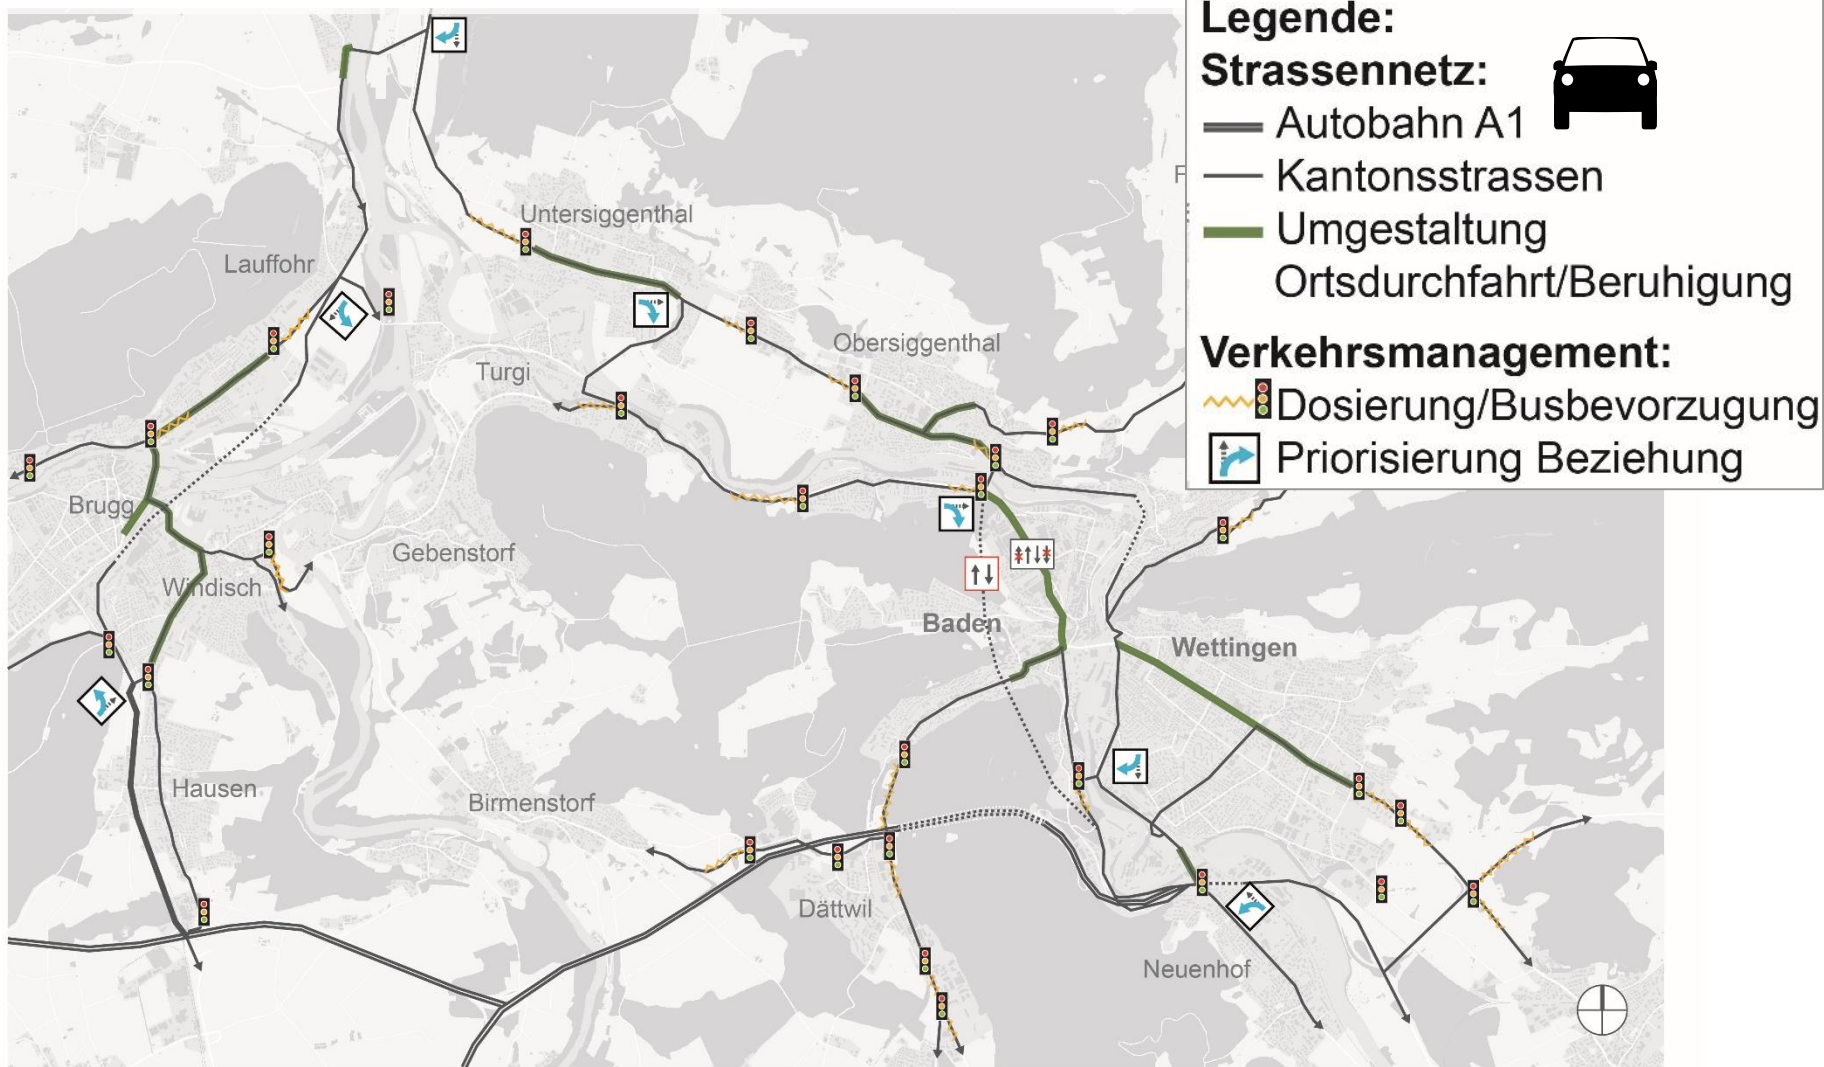 Legende:
Strassennetz:
Autobahn A1
Kantonsstrassen
Umgestaltung
Ortsdurchfahrt/Beruhigung
Verkehrsmanagement:
Dosierung/Busbevorzugung
Priorisierung Beziehung
F
Untersiggenthal
Lauffohr
Obersiggenthal
Turgi
Brugg
Gebenstorf
Windisch
Baden
Wettingen
Hausen
Birmenstorf
Dättwil
Neuenhof